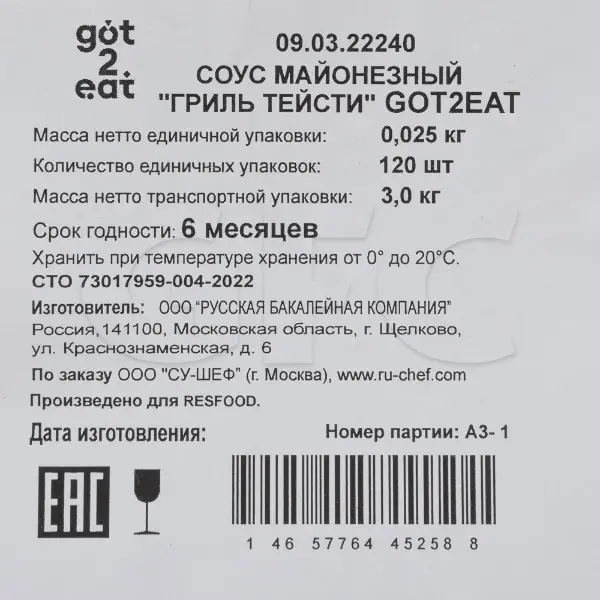 got
2.
eat
09.03.22240
СОУС МАЙОНЕЗНЫЙ
"ГРИЛЬ ТЕЙСТИ" GOT2EAT
Масса нетто единичной упаковки: 0,025 кг
Количество единичных упаковок: 120 шт
Масса нетто транспортной упаковки: 3,0 кг
Срок годности: 6 месяцев
Хранить при температуре хранения от 0° до 20°С.
СТО 73017959-004-2022
Изготовитель: ООО "РУССКАЯ БАКАЛЕЙНАЯ КОМПАНИЯ"
Россия,141100, Московская область, г. Щелково,
ул. Краснознаменская, д. 6
По заказу ООО "СУ-ШЕФ" (г. Москва), www.ru-chef.com
Произведено для RESFOOD.
Дата изготовления: Номер партии: А3- 1
ЕАС
1 46 57764 45258 8
CFC